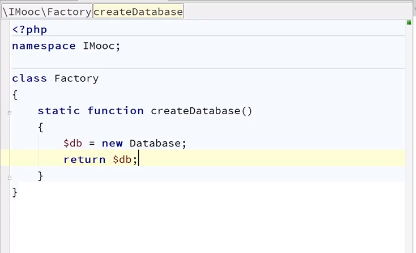 \IMooc\Factory createDatabase
<?php
namespace IMooc;
class Factory
{
    static function createDatabase()
    {
        $db = new Database;
        return $db;
    }
}